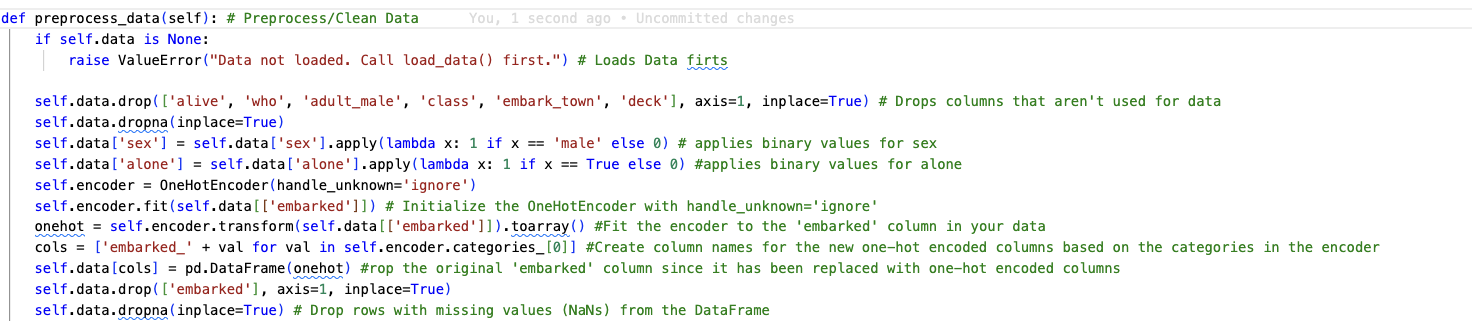 def preprocess_data(self): # Preprocess/Clean Data You, 1 second ago • Uncommitted changes
if self.data is None:
raise ValueError("Data not loaded. Call load_data() first.") # Loads Data firts
self.data.drop(['alive', 'who', 'adult_male', 'class', 'embark_town', 'deck'], axis=1, inplace=True) # Drops columns that aren't used for data
self.data.dropna(inplace=True)
self.data['sex'] = self.data['sex'].apply(lambda x: 1 if x == 'male' else 0) # applies binary values for sex
self.data['alone'] = self.data['alone'].apply(lambda x: 1 if x == True else 0) #applies binary values for alone
self.encoder = OneHotEncoder(handle_unknown='ignore')
self.encoder.fit(self.data[['embarked']]) # Initialize the OneHotEncoder with handle_unknown='ignore'
onehot = self.encoder.transform(self.data[['embarked']]).toarray() #Fit the encoder to the 'embarked' column in your data
cols = ['embarked_' + val for val in self.encoder.categories_[0]] #Create column names for the new one-hot encoded columns based on the categories in the encoder
self.data[cols] = pd.DataFrame(onehot) #rop the original 'embarked' column since it has been replaced with one-hot encoded columns
self.data.drop(['embarked'], axis=1, inplace=True)
self.data.dropna(inplace=True) # Drop rows with missing values (NaNs) from the DataFrame